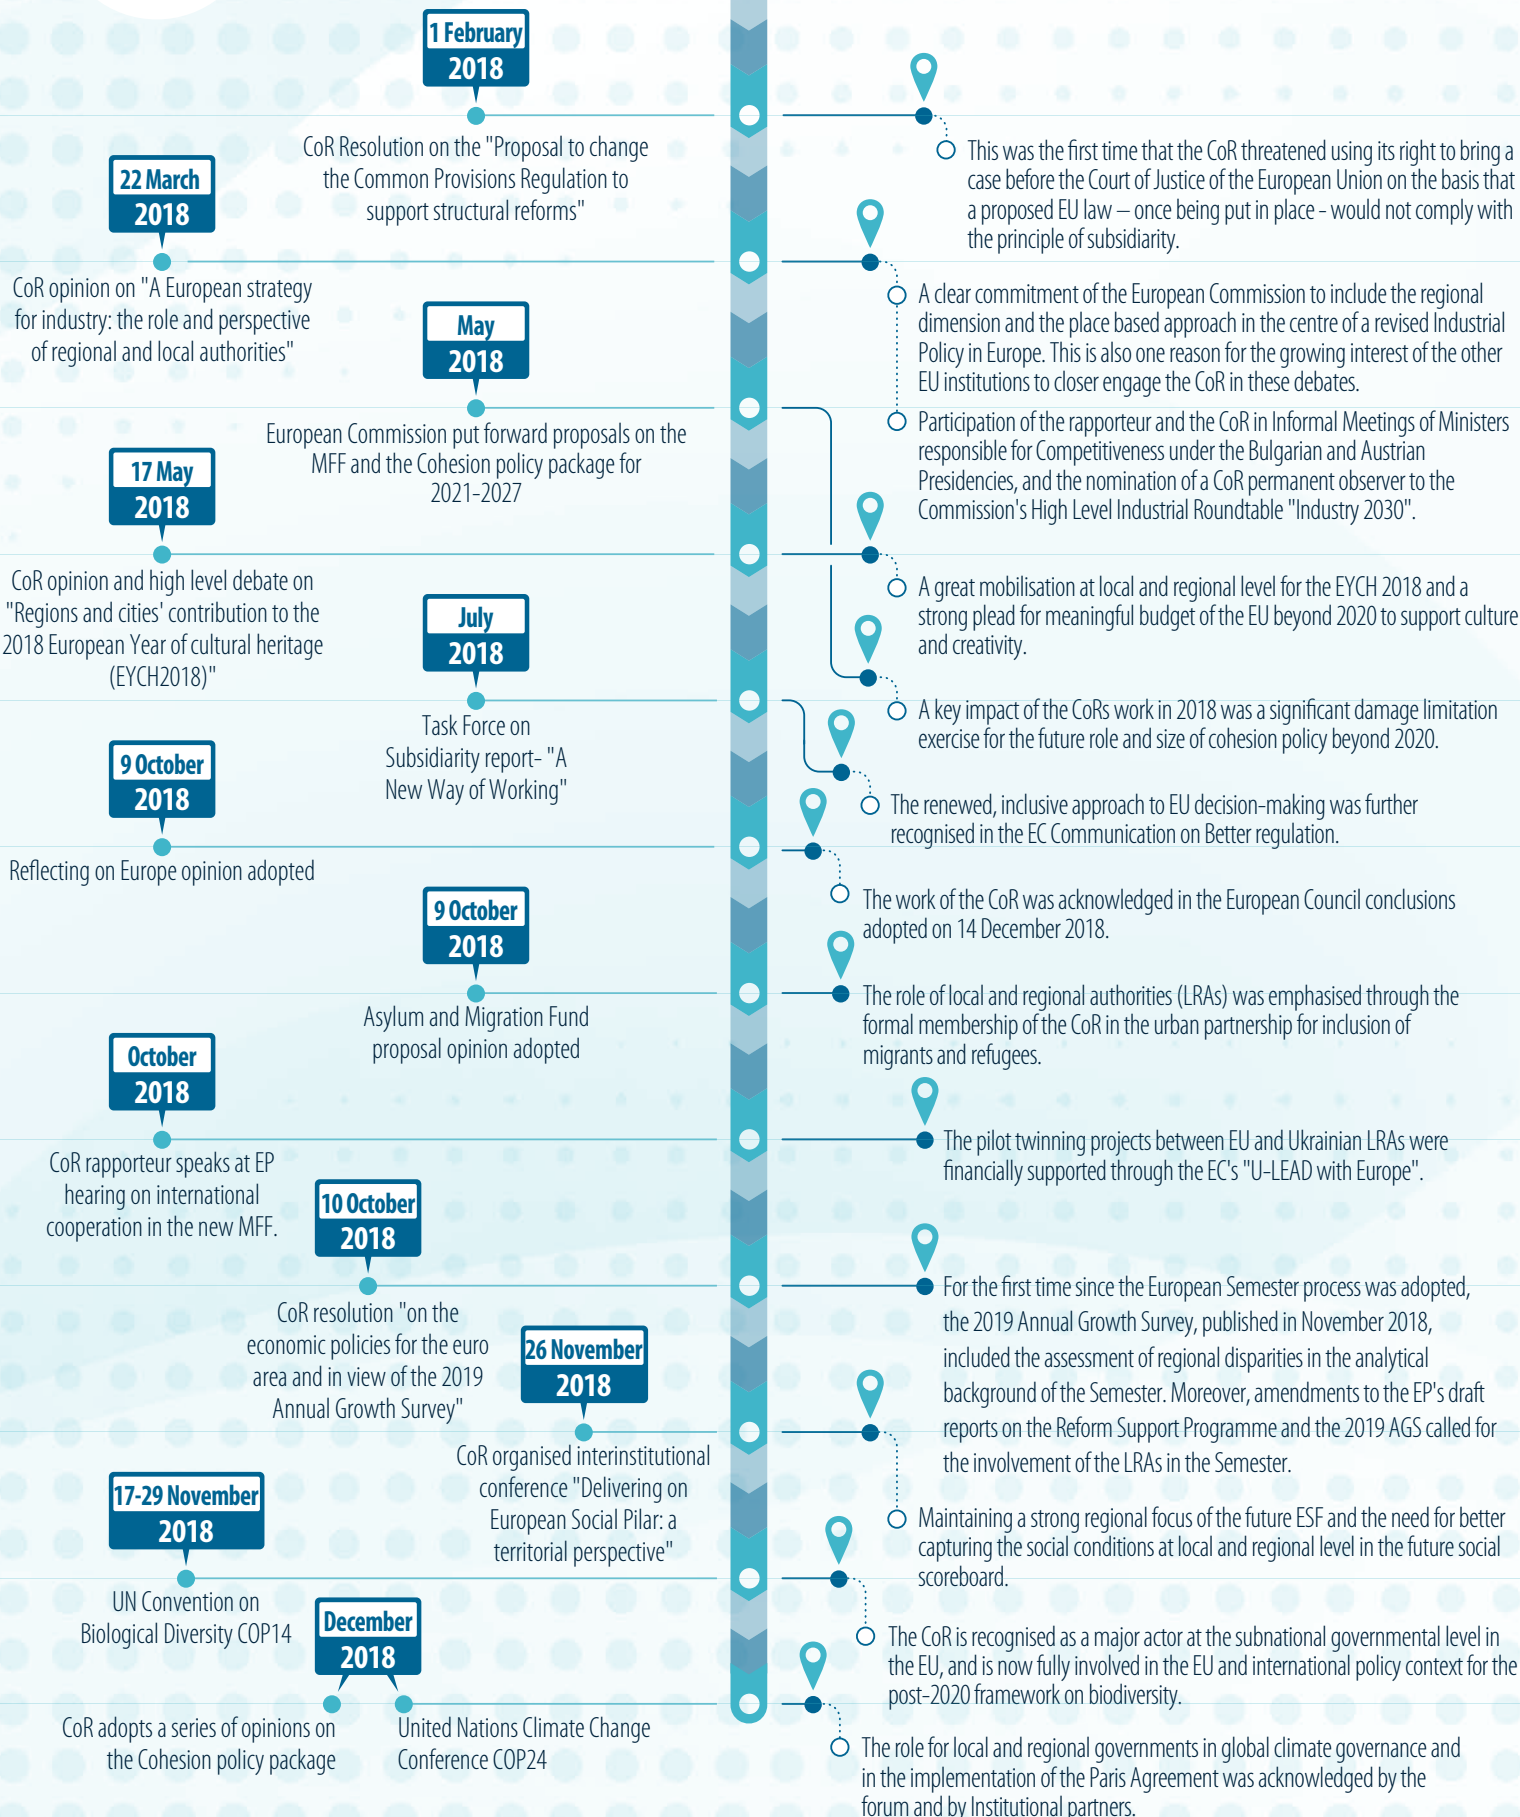 1 February
2018
CoR Resolution on the "Proposal to change
the Common Provisions Regulation to
support structural reforms"
This was the first time that the CoR threatened using its right to bring a
case before the Court of Justice of the European Union on the basis that
a proposed EU law – once being put in place - would not comply with
the principle of subsidiarity.
22 March
2018
CoR opinion on "A European strategy
for industry: the role and perspective
of regional and local authorities"
A clear commitment of the European Commission to include the regional
dimension and the place based approach in the centre of a revised Industrial
Policy in Europe. This is also one reason for the growing interest of the other
EU institutions to closer engage the CoR in these debates.
Participation of the rapporteur and the CoR in Informal Meetings of Ministers
responsible for Competitiveness under the Bulgarian and Austrian
Presidencies, and the nomination of a CoR permanent observer to the
Commission's High Level Industrial Roundtable "Industry 2030".
May
2018
European Commission put forward proposals on the
MFF and the Cohesion policy package for
2021-2027
17 May
2018
CoR opinion and high level debate on
"Regions and cities' contribution to the
2018 European Year of cultural heritage
(EYCH2018)"
A great mobilisation at local and regional level for the EYCH 2018 and a
strong plead for meaningful budget of the EU beyond 2020 to support culture
and creativity.
A key impact of the CoRs work in 2018 was a significant damage limitation
exercise for the future role and size of cohesion policy beyond 2020.
July
2018
Task Force on
Subsidiarity report- "A
New Way of Working"
The renewed, inclusive approach to EU decision-making was further
recognised in the EC Communication on Better regulation.
9 October
2018
Reflecting on Europe opinion adopted
The work of the CoR was acknowledged in the European Council conclusions
adopted on 14 December 2018.
9 October
2018
Asylum and Migration Fund
proposal opinion adopted
The role of local and regional authorities (LRAs) was emphasised through the
formal membership of the CoR in the urban partnership for inclusion of
migrants and refugees.
October
2018
CoR rapporteur speaks at EP
hearing on international
cooperation in the new MFF.
The pilot twinning projects between EU and Ukrainian LRAs were
financially supported through the EC's "U-LEAD with Europe".
10 October
2018
CoR resolution "on the
economic policies for the euro
area and in view of the 2019
Annual Growth Survey"
For the first time since the European Semester process was adopted,
the 2019 Annual Growth Survey, published in November 2018,
included the assessment of regional disparities in the analytical
background of the Semester. Moreover, amendments to the EP's draft
reports on the Reform Support Programme and the 2019 AGS called for
the involvement of the LRAs in the Semester.
26 November
2018
CoR organised interinstitutional
conference "Delivering on
European Social Pilar: a
territorial perspective"
Maintaining a strong regional focus of the future ESF and the need for better
capturing the social conditions at local and regional level in the future social
scoreboard.
17-29 November
2018
UN Convention on
Biological Diversity COP14
The CoR is recognised as a major actor at the subnational governmental level in
the EU, and is now fully involved in the EU and international policy context for the
post-2020 framework on biodiversity.
December
2018
CoR adopts a series of opinions on
the Cohesion policy package
United Nations Climate Change
Conference COP24
The role for local and regional governments in global climate governance and
in the implementation of the Paris Agreement was acknowledged by the
forum and by Institutional partners.